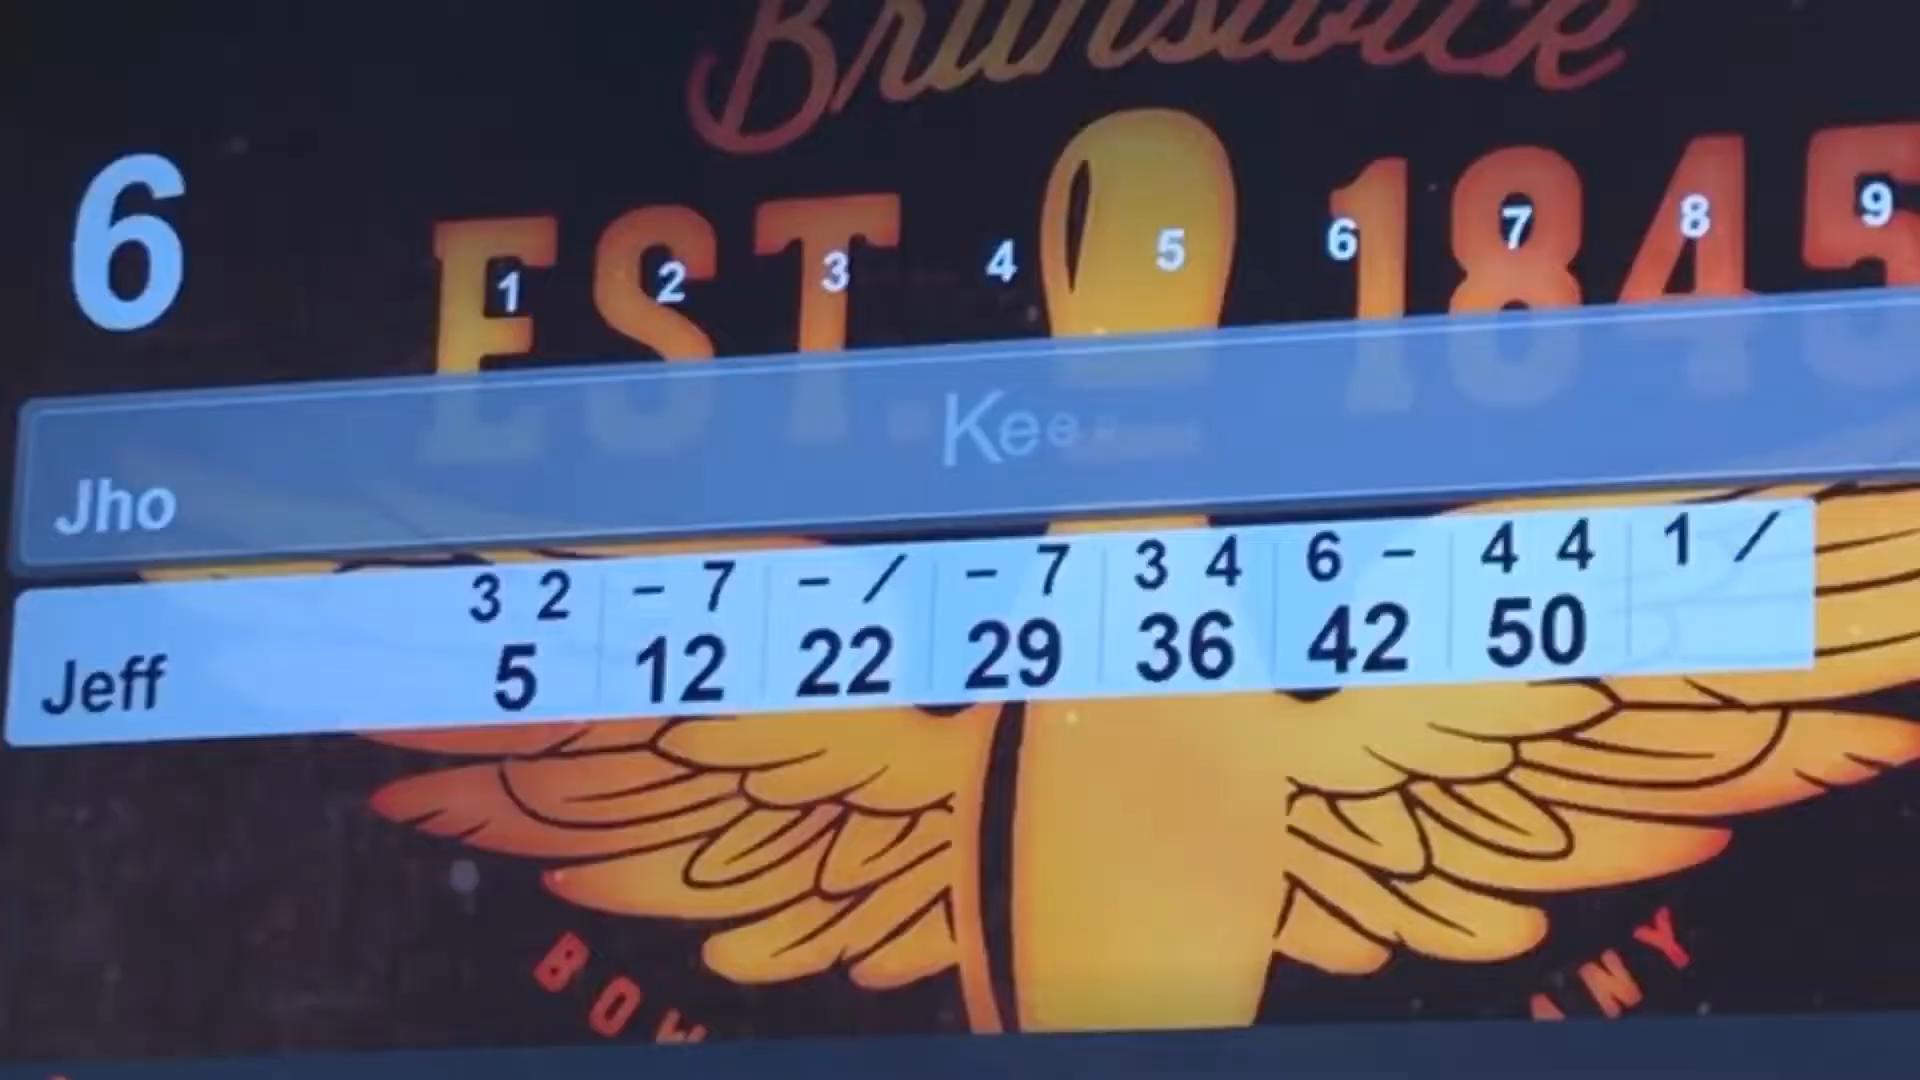 Brunswick
EST. 1845
6
1 2 3 4 5 6 7 8 9
Jho
3 2 - 7 - / - 7 3 4 6 - 4 4 1 /
Jeff 5 12 22 29 36 42 50